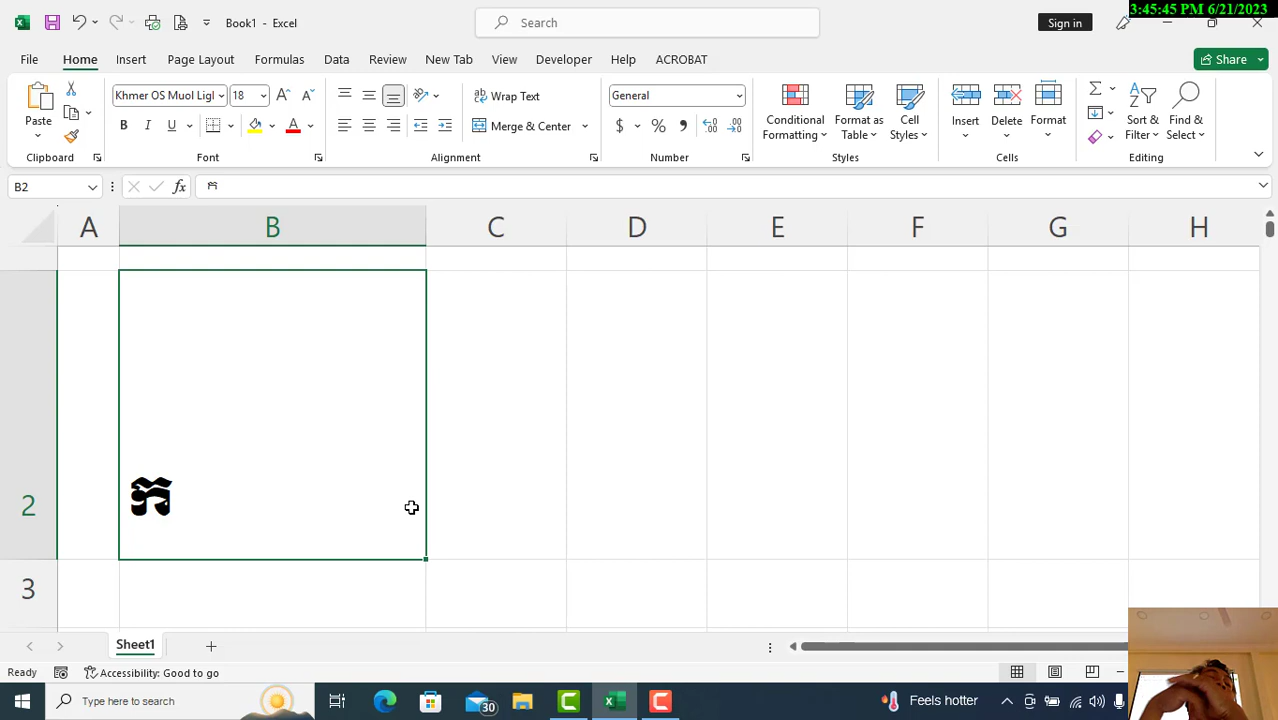 3:45:45 PM 6/21/2023
Book1 - Excel
Search
Sign in
File Home Insert Page Layout Formulas Data Review View Developer New Tab Help ACROBAT Share
Paste
Khmer OS Muol Ligl 18
B I U
Wrap Text
Merge & Center
General
$ %
Conditional Formatting
Format as Table
Cell Styles
Insert Delete Format
Sort & Filter
Find & Select
Clipboard Font Alignment Number Styles Cells Editing
B2
A B C D E F G H
2
3
Sheet1
Ready Accessibility: Good to go
Type here to search
30
Feels hotter